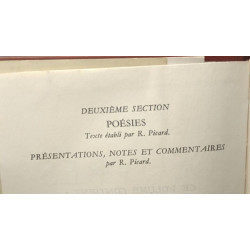 DEUXIÈME SECTION
POÉSIES
Texte établi par R. Picard.
PRÉSENTATIONS, NOTES ET COMMENTAIRES
par R. Picard.